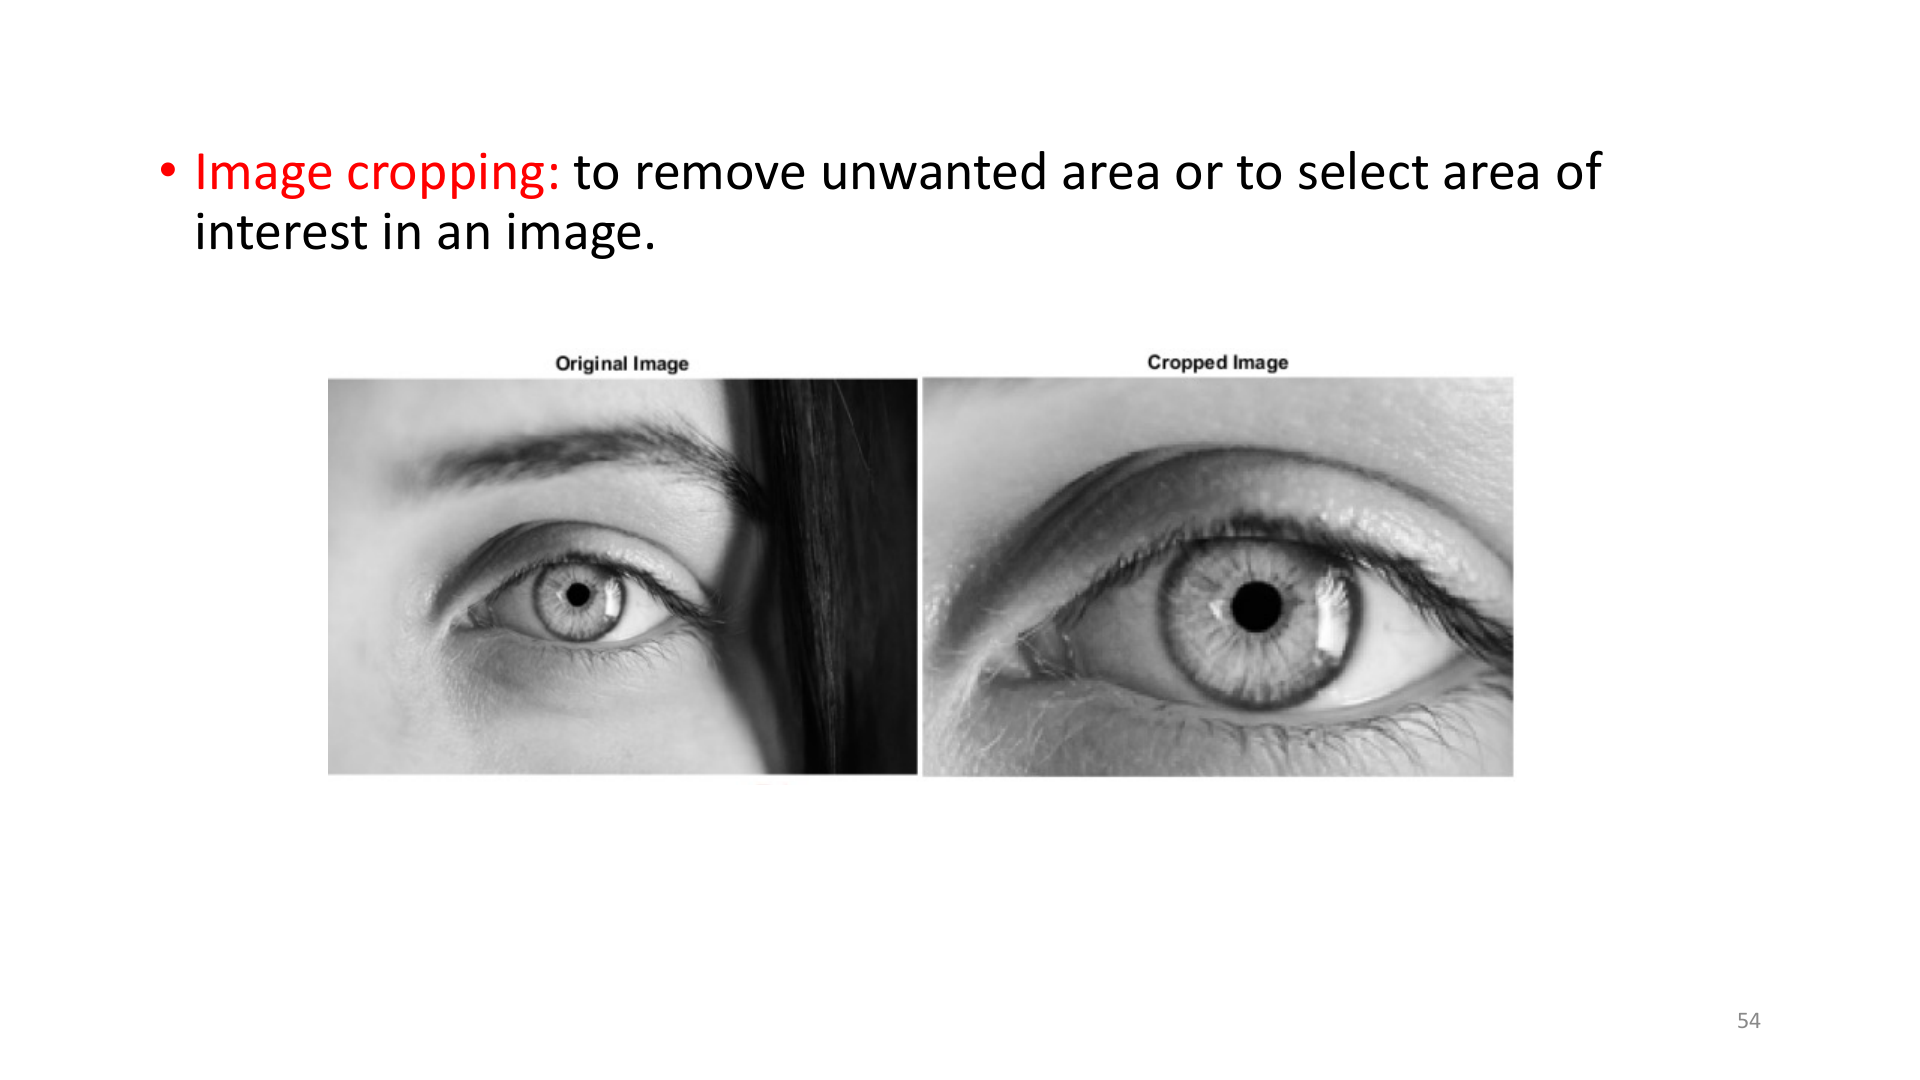 • Image cropping: to remove unwanted area or to select area of
interest in an image.
Original Image
Cropped Image
54